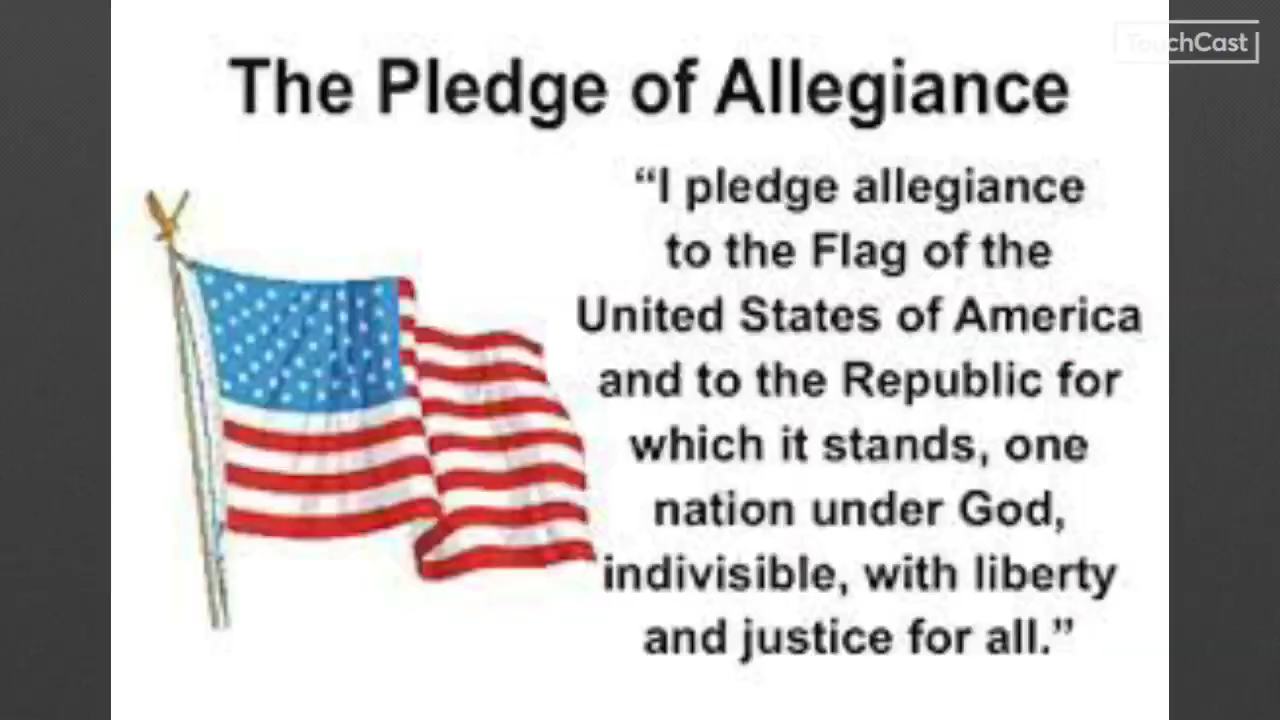 TouchCast
The Pledge of Allegiance
“I pledge allegiance
to the Flag of the
United States of America
and to the Republic for
which it stands, one
nation under God,
indivisible, with liberty
and justice for all.”